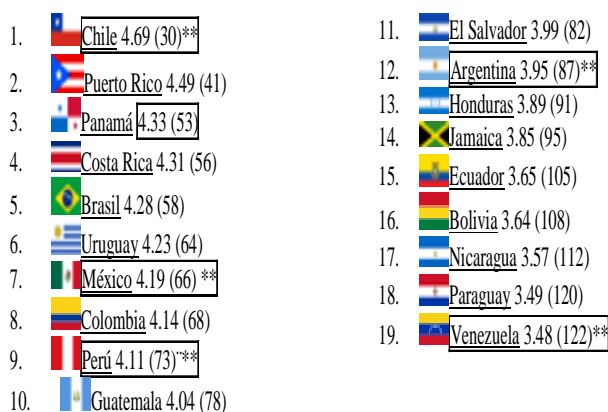 1. Chile 4.69 (30)**
2. Puerto Rico 4.49 (41)
3. Panamá 4.33 (53)
4. Costa Rica 4.31 (56)
5. Brasil 4.28 (58)
6. Uruguay 4.23 (64)
7. México 4.19 (66) **
8. Colombia 4.14 (68)
9. Perú 4.11 (73)¨**
10. Guatemala 4.04 (78)
11. El Salvador 3.99 (82)
12. Argentina 3.95 (87)**
13. Honduras 3.89 (91)
14. Jamaica 3.85 (95)
15. Ecuador 3.65 (105)
16. Bolivia 3.64 (108)
17. Nicaragua 3.57 (112)
18. Paraguay 3.49 (120)
19. Venezuela 3.48 (122)**